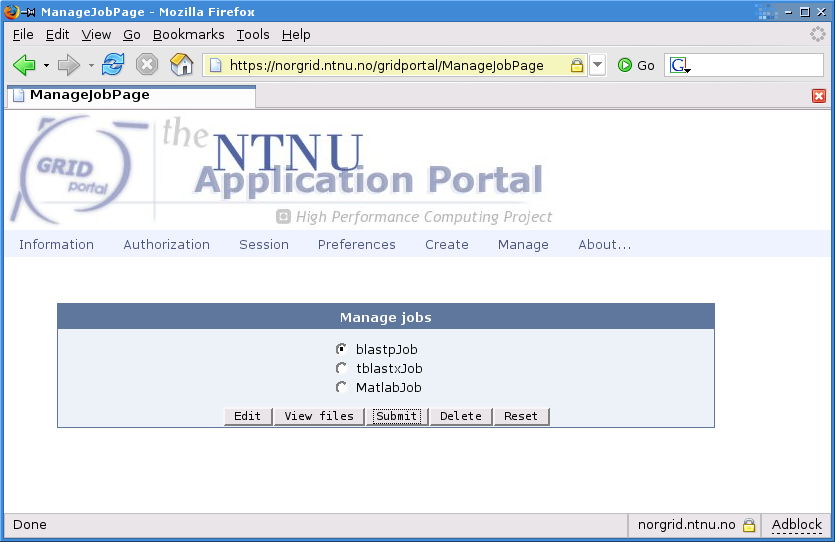 ManageJobPage - Mozilla Firefox
File Edit View Go Bookmarks Tools Help
https://norgrid.ntnu.no/gridportal/ManageJobPage Go G
ManageJobPage
GRID portal
the NTNU
Application Portal
High Performance Computing Project
Information Authorization Session Preferences Create Manage About...
Manage jobs
blastpJob
tblastxJob
MatlabJob
Edit View files Submit Delete Reset
Done norgrid.ntnu.no Adblock